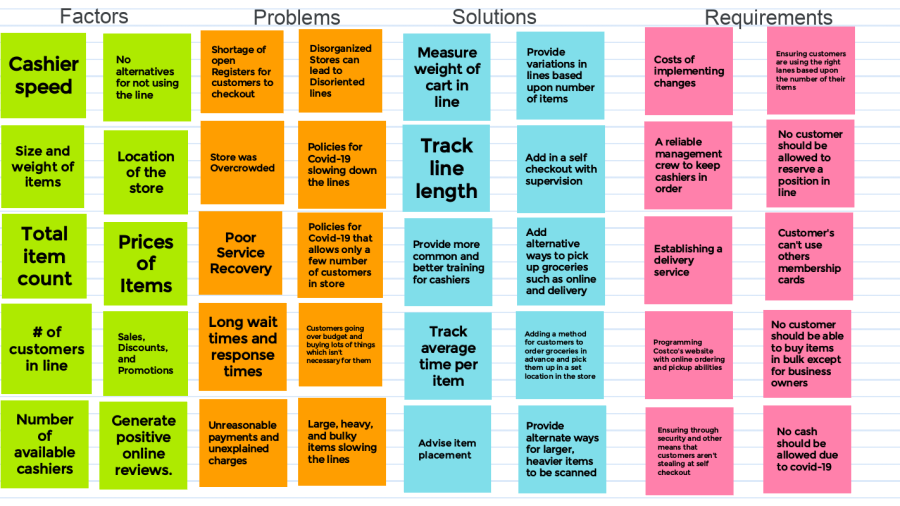 Factors
Problems
Solutions
Requirements
Cashier
speed
No
alternatives
for not using
the line
Shortage of
open
Registers for
customers to
checkout
Disorganized
Stores can
lead to
Disoriented
lines
Measure
weight of
cart in
line
Provide
variations in
lines based
upon number
of items
Costs of
implementing
changes
Ensuring customers
are using the right
lanes based upon
the number of their
items
Size and
weight of
items
Location
of the
store
Store was
Overcrowded
Policies for
Covid-19
slowing down
the lines
Track
line
length
Add in a self
checkout with
supervision
A reliable
management
crew to keep
cashiers in
order
No customer
should be
allowed to
reserve a
position in
line
Total
item
count
Prices
of
Items
Poor
Service
Recovery
Policies for
Covid-19 that
allows only a
few number
of customers
in store
Provide more
common and
better training
for cashiers
Add
alternative
ways to pick
up groceries
such as online
and delivery
Establishing a
delivery
service
Customer's
can't use
others
membership
cards
# of
customers
in line
Sales,
Discounts,
and
Promotions
Long wait
times and
response
times
Customers going
over budget and
buying lots of things
which isn't
necessary for them
Track
average
time per
item
Adding a method
for customers to
order groceries in
advance and pick
them up in a set
location in the store
Programming
Costco's website
with online ordering
and pickup abilities
No customer
should be able
to buy items
in bulk except
for business
owners
Number
of
available
cashiers
Generate
positive
online
reviews.
Unreasonable
payments and
unexplained
charges
Large, heavy,
and bulky
items slowing
the lines
Advise item
placement
Provide
alternate ways
for larger,
heavier items
to be scanned
Ensuring through
security and other
means that
customers aren't
stealing at self
checkout
No cash
should be
allowed due
to covid-19